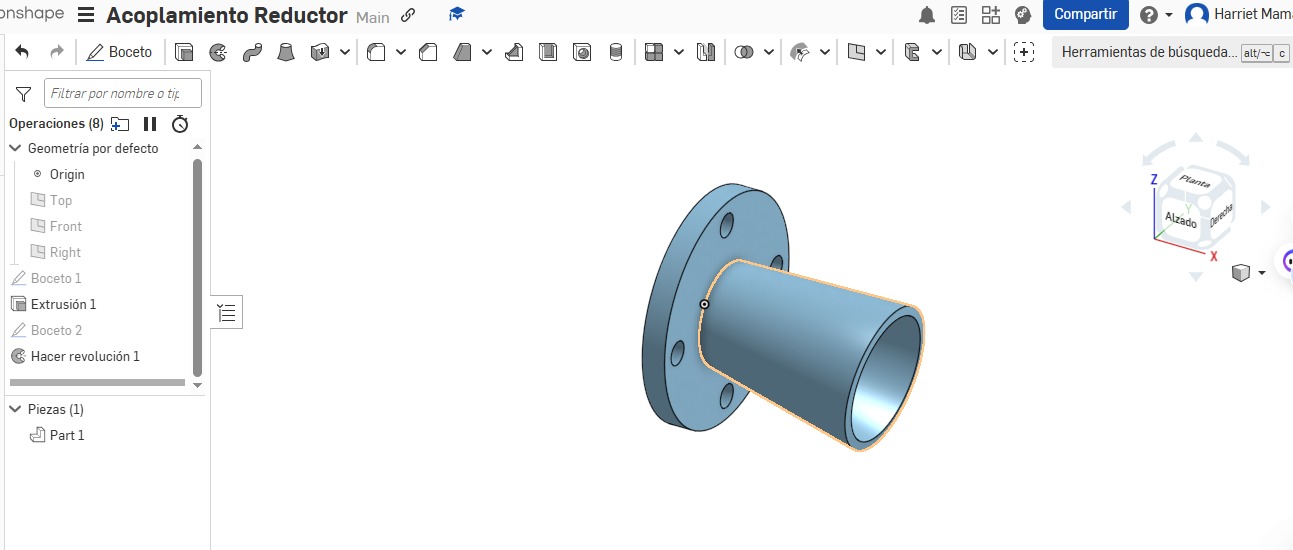 onshape Acoplamiento Reductor Main Compartir Harriet Mam
Boceto Herramientas de búsqueda... alt/⌥ c
Filtrar por nombre o tip
Operaciones (8)
Geometría por defecto
Origin
Top
Front
Right
Boceto 1
Extrusión 1
Boceto 2
Hacer revolución 1
Piezas (1)
Part 1
Z
Planta
Alzado
Derecha
Y
X